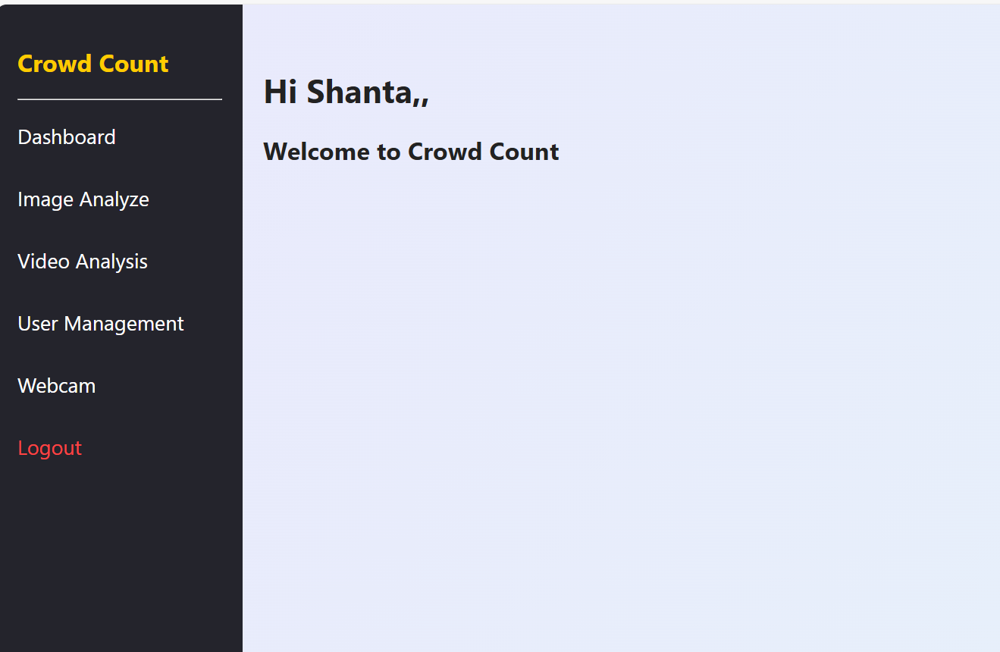 Crowd Count
Dashboard
Image Analyze
Video Analysis
User Management
Webcam
Logout
Hi Shanta,,
Welcome to Crowd Count